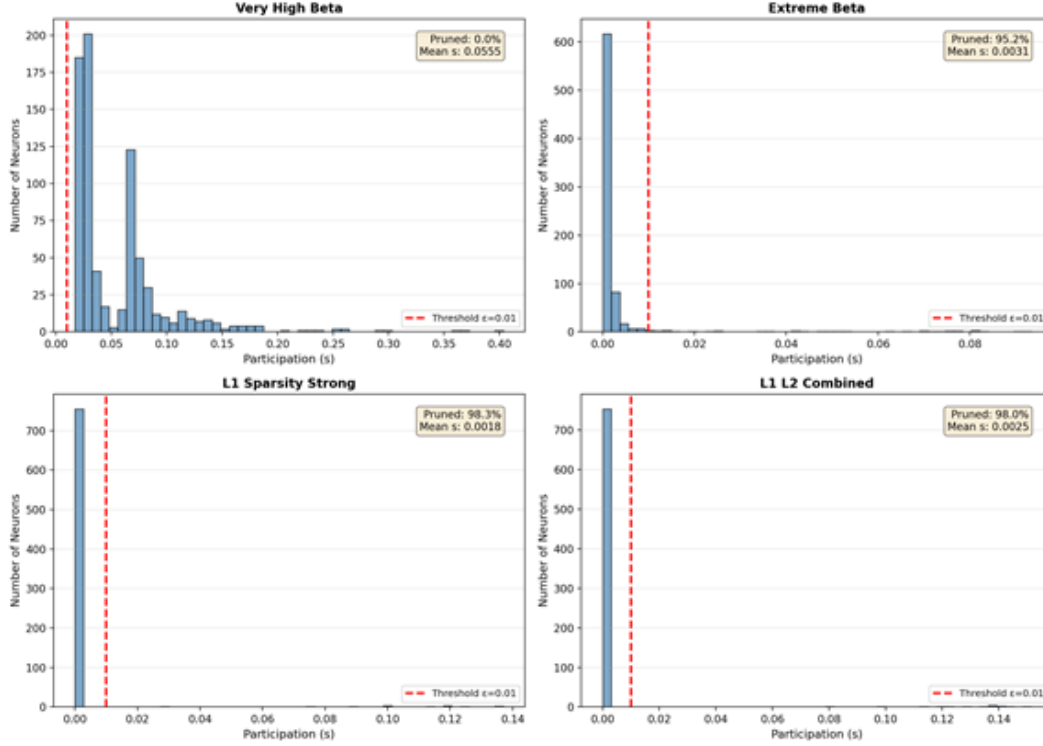 Very High Beta
Pruned: 0.0%
Mean s: 0.0555
200
175
150
125
100
75
50
25
0
Number of Neurons
Threshold ε=0.01
0.00 0.05 0.10 0.15 0.20 0.25 0.30 0.35 0.40
Participation (s)
Extreme Beta
Pruned: 95.2%
Mean s: 0.0031
600
500
400
300
200
100
0
Number of Neurons
Threshold ε=0.01
0.00 0.02 0.04 0.06 0.08
Participation (s)
L1 Sparsity Strong
Pruned: 98.3%
Mean s: 0.0018
700
600
500
400
300
200
100
0
Number of Neurons
Threshold ε=0.01
0.00 0.02 0.04 0.06 0.08 0.10 0.12 0.14
Participation (s)
L1 L2 Combined
Pruned: 98.0%
Mean s: 0.0025
700
600
500
400
300
200
100
0
Number of Neurons
Threshold ε=0.01
0.00 0.02 0.04 0.06 0.08 0.10 0.12 0.14
Participation (s)